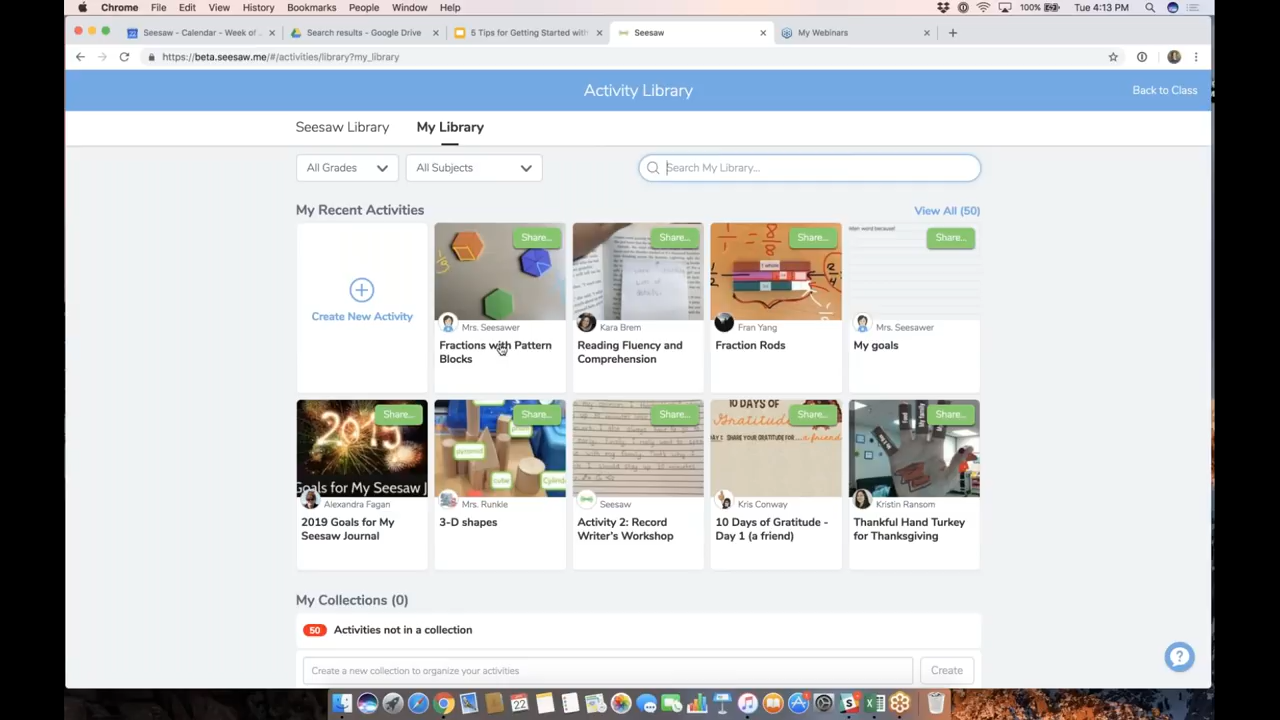 Chrome File Edit View History Bookmarks People Window Help 100% Tue 4:13 PM
Seesaw - Calendar - Week of Search results - Google Drive 5 Tips for Getting Started with Seesaw My Webinars
https://beta.seesaw.me/#/activities/library?my_library
Activity Library
Back to Class
Seesaw Library My Library
All Grades All Subjects Search My Library...
My Recent Activities View All (50)
Create New Activity
Share...
Mrs. Seesawer
Fractions with Pattern
Blocks
Share...
Kara Brem
Reading Fluency and
Comprehension
Share...
Fran Yang
Fraction Rods
Share...
Mrs. Seesawer
My goals
Share...
2019
Goals for My Seesaw J
Alexandra Fagan
2019 Goals for My
Seesaw Journal
Share...
Mrs. Runkle
3-D shapes
Share...
Seesaw
Activity 2: Record
Writer's Workshop
10 DAYS OF
Gratitude
Share...
Kris Conway
10 Days of Gratitude -
Day 1 (a friend)
Share...
Kristin Ransom
Thankful Hand Turkey
for Thanksgiving
My Collections (0)
50 Activities not in a collection
Create a new collection to organize your activities Create